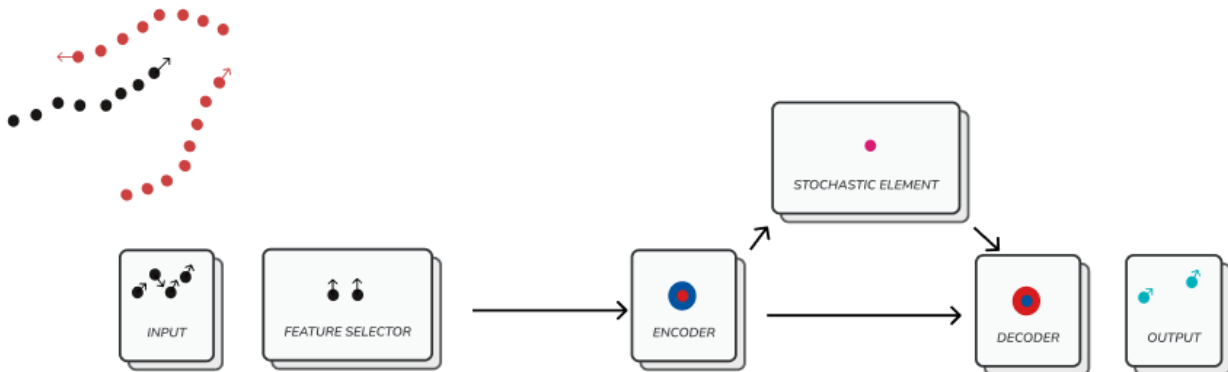 STOCHASTIC ELEMENT
INPUT
FEATURE SELECTOR
ENCODER
DECODER
OUTPUT